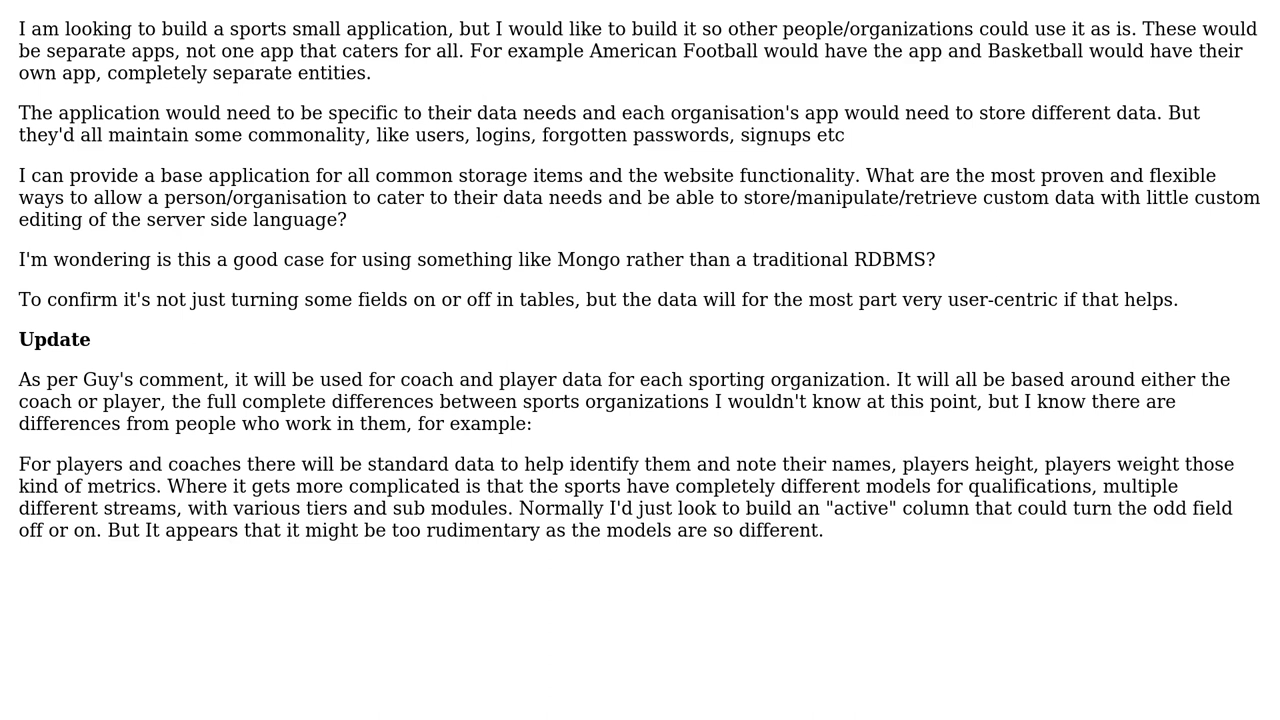 I am looking to build a sports small application, but I would like to build it so other people/organizations could use it as is. These would
be separate apps, not one app that caters for all. For example American Football would have the app and Basketball would have their
own app, completely separate entities.
The application would need to be specific to their data needs and each organisation's app would need to store different data. But
they'd all maintain some commonality, like users, logins, forgotten passwords, signups etc
I can provide a base application for all common storage items and the website functionality. What are the most proven and flexible
ways to allow a person/organisation to cater to their data needs and be able to store/manipulate/retrieve custom data with little custom
editing of the server side language?
I'm wondering is this a good case for using something like Mongo rather than a traditional RDBMS?
To confirm it's not just turning some fields on or off in tables, but the data will for the most part very user-centric if that helps.
Update
As per Guy's comment, it will be used for coach and player data for each sporting organization. It will all be based around either the
coach or player, the full complete differences between sports organizations I wouldn't know at this point, but I know there are
differences from people who work in them, for example:
For players and coaches there will be standard data to help identify them and note their names, players height, players weight those
kind of metrics. Where it gets more complicated is that the sports have completely different models for qualifications, multiple
different streams, with various tiers and sub modules. Normally I'd just look to build an "active" column that could turn the odd field
off or on. But It appears that it might be too rudimentary as the models are so different.